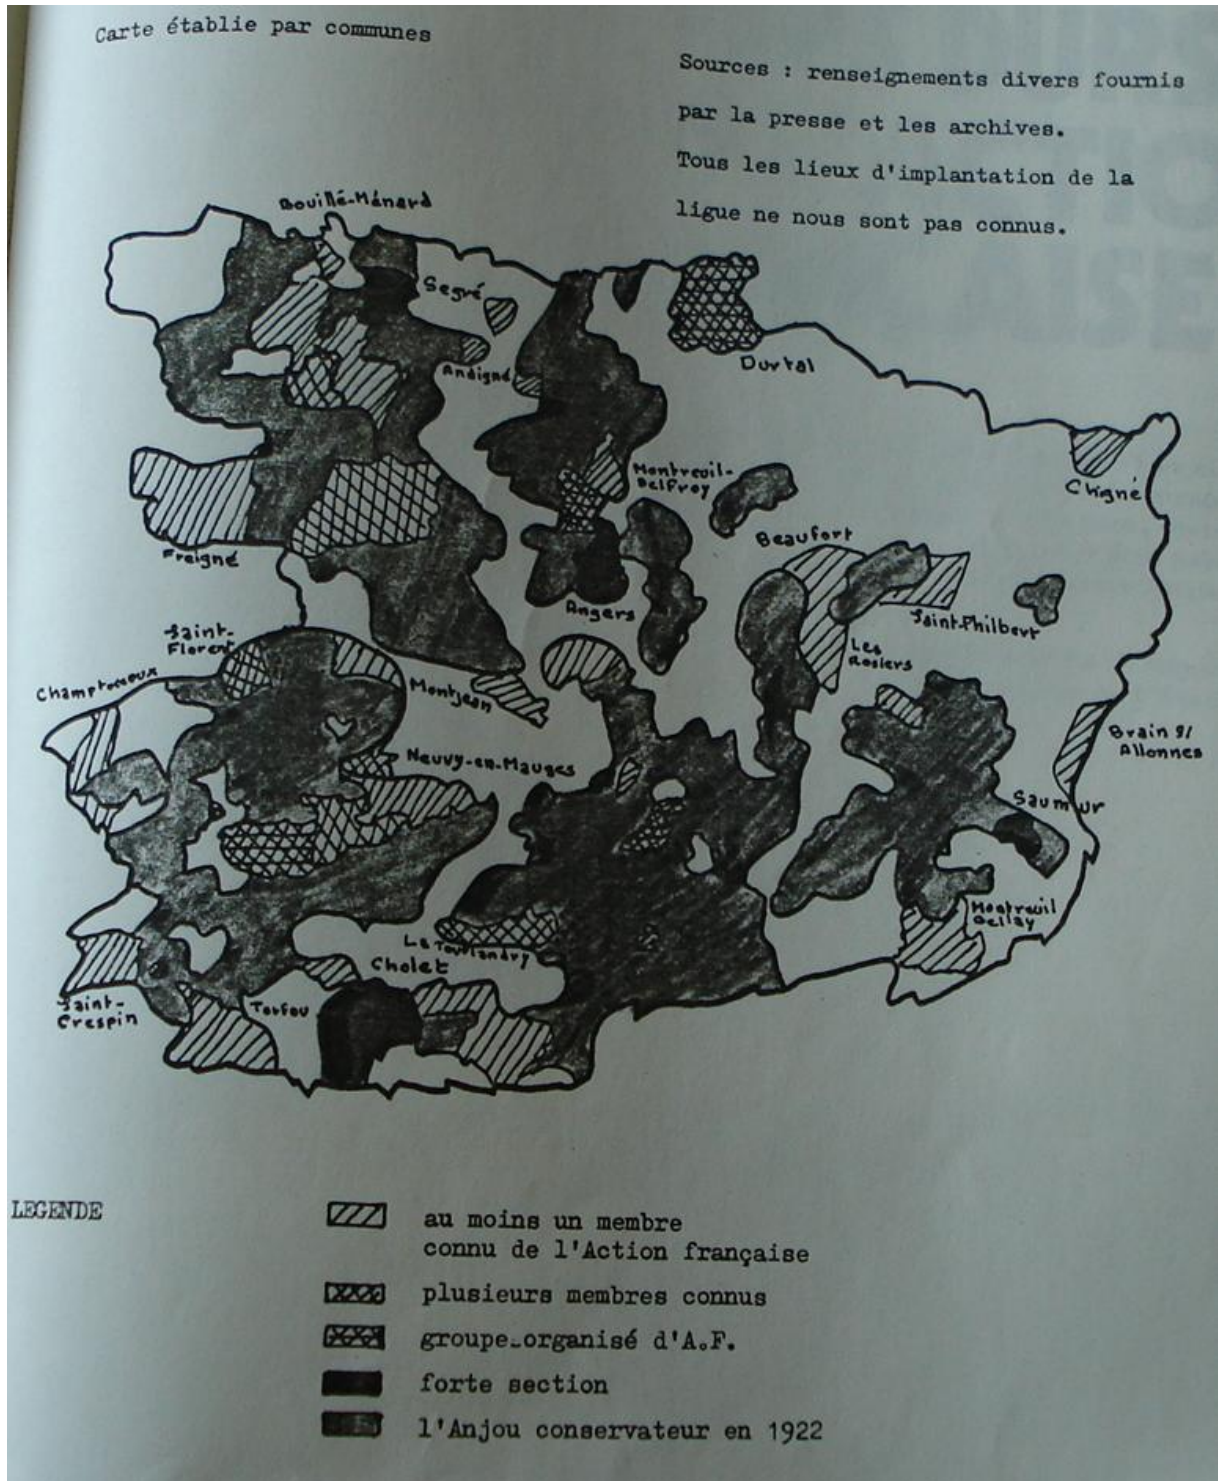 Carte établie par communes
Sources : renseignements divers fournis
par la presse et les archives.
Tous les lieux d'implantation de la
ligue ne nous sont pas connus.
Bouillé-Ménard
Segré
Durtal
Andigné
Montreuil-
Belfroy
Chigné
Freigné
Beaufort
Angers
Saint-Philbert
Saint-
Florent
Les
Rosiers
Champtoceaux
Montjean
Brain s/
Allonnes
Neuvy-en-Mauges
Saumur
Montreuil
Bellay
La Tourlandry
Cholet
Saint-
Crespin
Torfou
LEGENDE
au moins un membre
connu de l'Action française
plusieurs membres connus
groupe organisé d'A.F.
forte section
l'Anjou conservateur en 1922